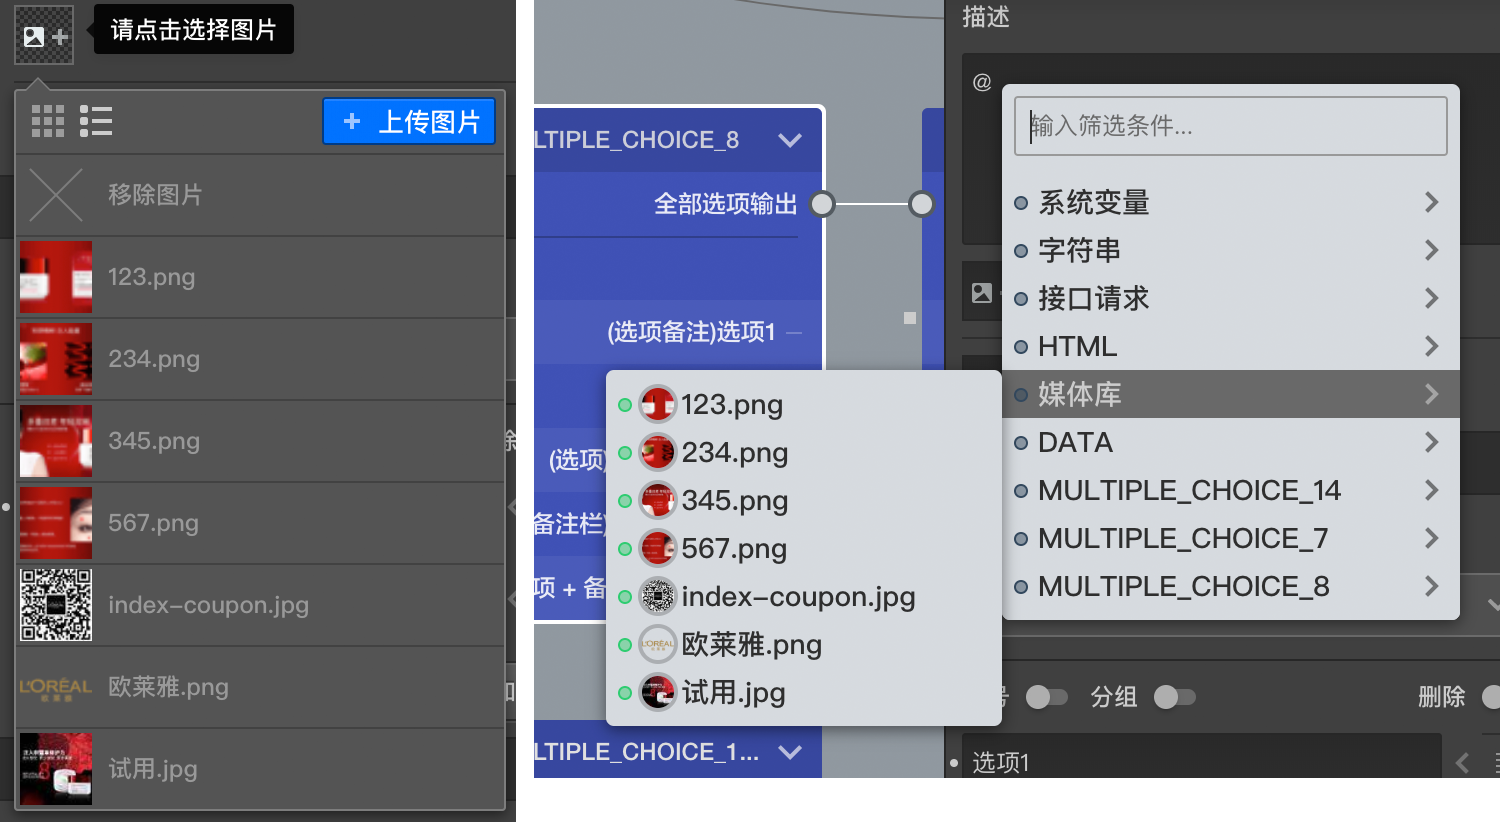 请点击选择图片
+ 上传图片
移除图片
123.png
234.png
345.png
567.png
index-coupon.jpg
L'ORÉAL
欧莱雅
欧莱雅.png
试用.jpg
LTIPLE_CHOICE_8
全部选项输出
(选项备注)选项1
(选项)
备注栏)
项 + 备
LTIPLE_CHOICE_1...
123.png
234.png
345.png
567.png
index-coupon.jpg
欧莱雅.png
试用.jpg
描述
@
输入筛选条件...
系统变量
字符串
接口请求
HTML
媒体库
DATA
MULTIPLE_CHOICE_14
MULTIPLE_CHOICE_7
MULTIPLE_CHOICE_8
分组
删除
选项1